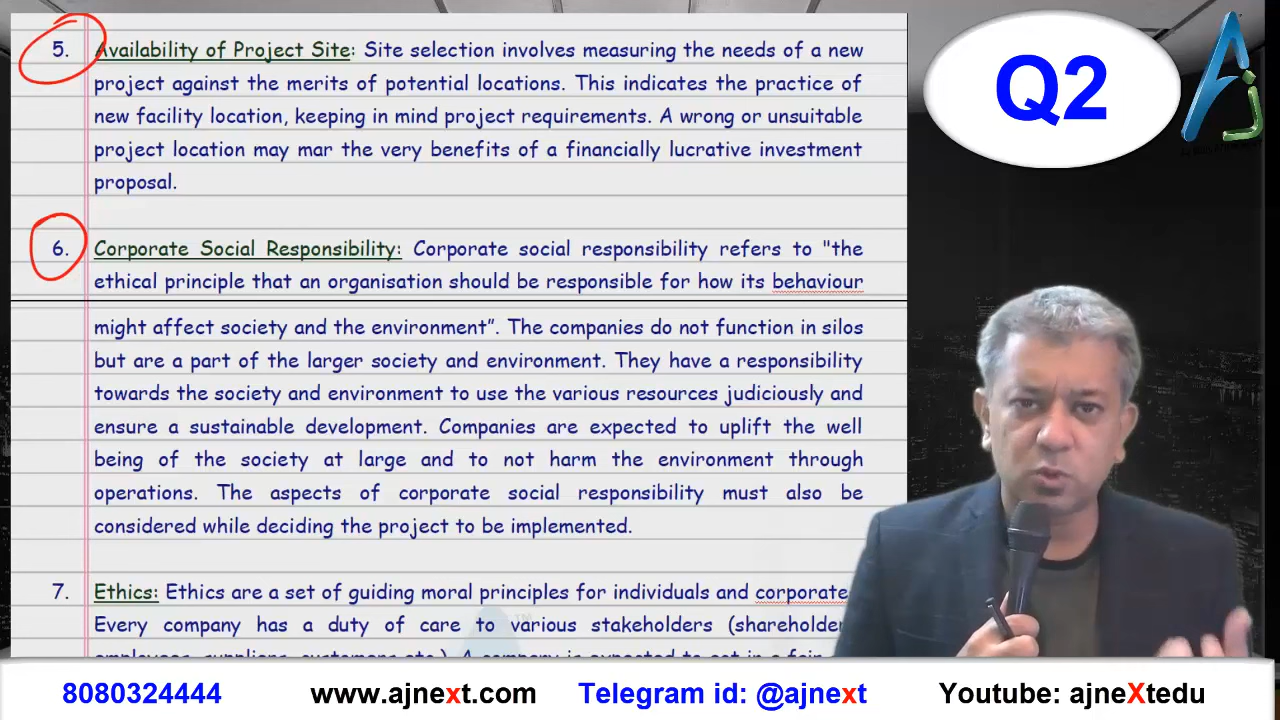 5. Availability of Project Site: Site selection involves measuring the needs of a new
project against the merits of potential locations. This indicates the practice of
new facility location, keeping in mind project requirements. A wrong or unsuitable
project location may mar the very benefits of a financially lucrative investment
proposal.
6. Corporate Social Responsibility: Corporate social responsibility refers to "the
ethical principle that an organisation should be responsible for how its behaviour
might affect society and the environment”. The companies do not function in silos
but are a part of the larger society and environment. They have a responsibility
towards the society and environment to use the various resources judiciously and
ensure a sustainable development. Companies are expected to uplift the well
being of the society at large and to not harm the environment through
operations. The aspects of corporate social responsibility must also be
considered while deciding the project to be implemented.
7. Ethics: Ethics are a set of guiding moral principles for individuals and corporate
Every company has a duty of care to various stakeholders (shareholder
Q2
Aj
8080324444
www.ajnext.com
Telegram id: @ajnext
Youtube: ajneXtedu